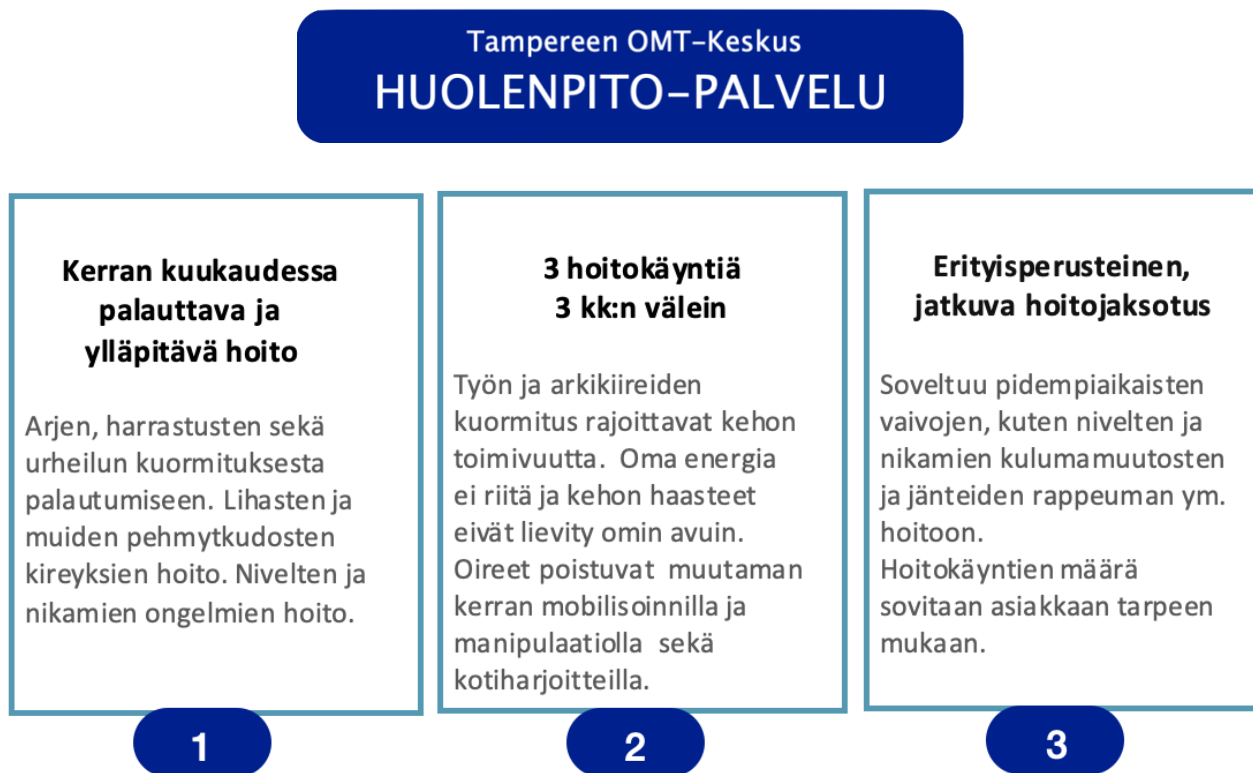 Tampereen OMT-Keskus
HUOLENPITO-PALVELU
Kerran kuukaudessa
palauttava ja
ylläpitävä hoito
Arjen, harrastusten sekä
urheilun kuormituksesta
palautumiseen. Lihasten ja
muiden pehmytkudosten
kireyksien hoito. Nivelten ja
nikamien ongelmien hoito.
1
3 hoitokäyntiä
3 kk:n välein
Työn ja arkikiireiden
kuormitus rajoittavat kehon
toimivuutta. Oma energia
ei riitä ja kehon haasteet
eivät lievity omin avuin.
Oireet poistuvat muutaman
kerran mobilisoinnilla ja
manipulaatiolla sekä
kotiharjoitteilla.
2
Erityisperusteinen,
jatkuva hoitojaksotus
Soveltuu pidempiaikaisten
vaivojen, kuten nivelten ja
nikamien kulumamuutosten
ja jänteiden rappeuman ym.
hoitoon.
Hoitokäyntien määrä
sovitaan asiakkaan tarpeen
mukaan.
3